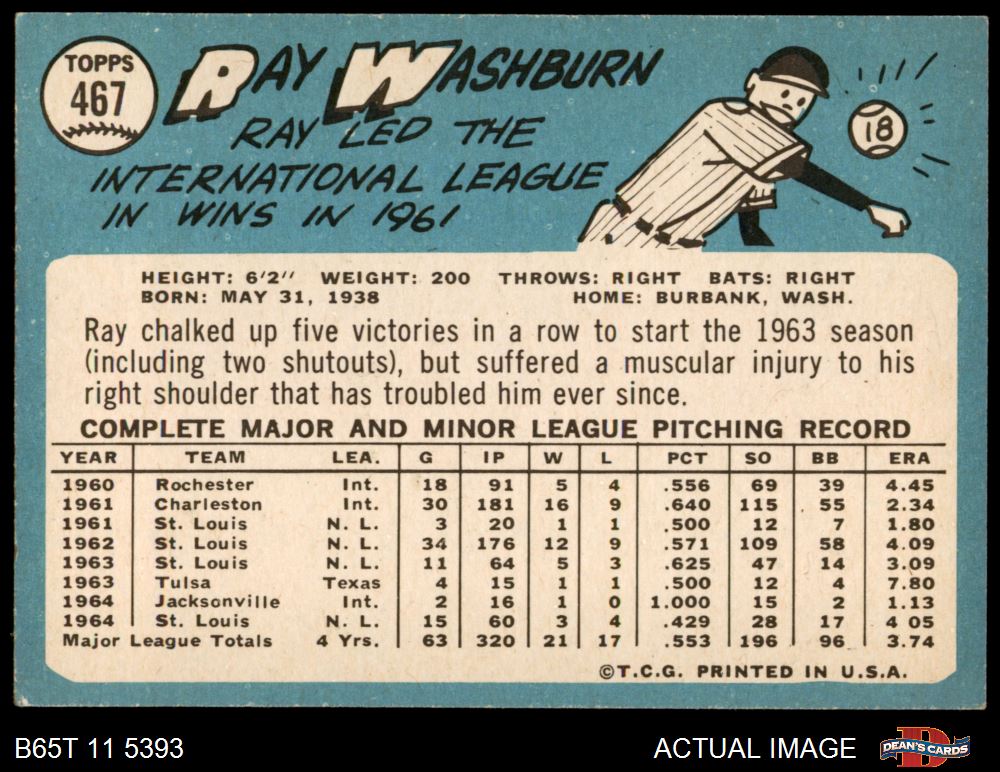 TOPPS
467
RAY WASHBURN
RAY LED THE
INTERNATIONAL LEAGUE
IN WINS IN 1961
18
HEIGHT: 6'2" WEIGHT: 200 THROWS: RIGHT BATS: RIGHT
BORN: MAY 31, 1938 HOME: BURBANK, WASH.
Ray chalked up five victories in a row to start the 1963 season
(including two shutouts), but suffered a muscular injury to his
right shoulder that has troubled him ever since.
COMPLETE MAJOR AND MINOR LEAGUE PITCHING RECORD
YEAR TEAM LEA. G IP W L PCT SO BB ERA
1960 Rochester Int. 18 91 5 4 .556 69 39 4.45
1961 Charleston Int. 30 181 16 9 .640 115 55 2.34
1961 St. Louis N. L. 3 20 1 1 .500 12 7 1.80
1962 St. Louis N. L. 34 176 12 9 .571 109 58 4.09
1963 St. Louis N. L. 11 64 5 3 .625 47 14 3.09
1963 Tulsa Texas 4 15 1 1 .500 12 4 7.80
1964 Jacksonville Int. 2 16 1 0 1.000 15 2 1.13
1964 St. Louis N. L. 15 60 3 4 .429 28 17 4 05
Major League Totals 4 Yrs. 63 320 21 17 .553 196 96 3.74
©T.C.G. PRINTED IN U.S.A.
B65T 11 5393 ACTUAL IMAGE D DEAN'S CARDS